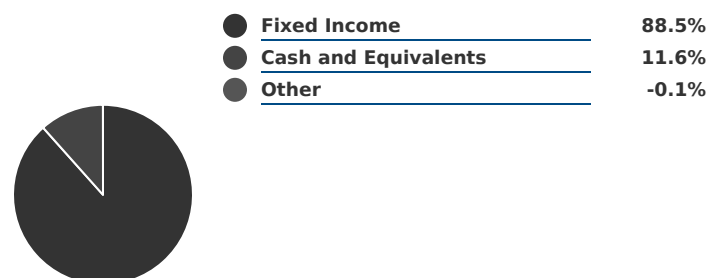 Fixed Income 88.5%
Cash and Equivalents 11.6%
Other -0.1%